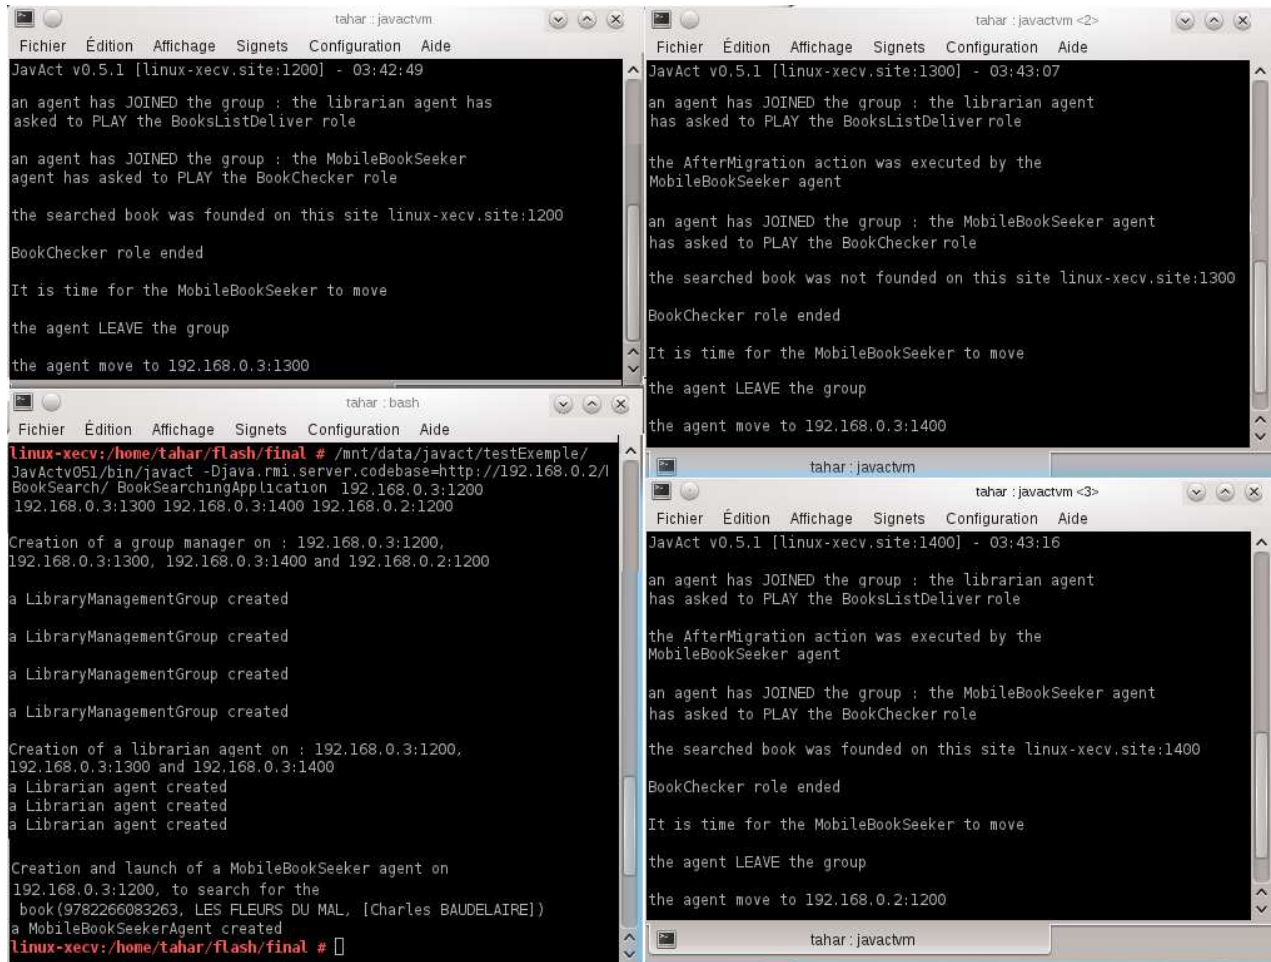 tahar : javactvm
Fichier Édition Affichage Signets Configuration Aide
JavAct v0.5.1 [linux-xecv.site:1200] - 03:42:49
an agent has JOINED the group : the librarian agent has
asked to PLAY the BooksListDeliver role
an agent has JOINED the group : the MobileBookSeeker
agent has asked to PLAY the BookChecker role
the searched book was founded on this site linux-xecv.site:1200
BookChecker role ended
It is time for the MobileBookSeeker to move
the agent LEAVE the group
the agent move to 192.168.0.3:1300
tahar : javactvm <2>
Fichier Édition Affichage Signets Configuration Aide
JavAct v0.5.1 [linux-xecv.site:1300] - 03:43:07
an agent has JOINED the group : the librarian agent
has asked to PLAY the BooksListDeliver role
the AfterMigration action was executed by the
MobileBookSeeker agent
an agent has JOINED the group : the MobileBookSeeker agent
has asked to PLAY the BookChecker role
the searched book was not founded on this site linux-xecv.site:1300
BookChecker role ended
It is time for the MobileBookSeeker to move
the agent LEAVE the group
the agent move to 192.168.0.3:1400
tahar : javactvm
tahar : bash
Fichier Édition Affichage Signets Configuration Aide
linux-xecv:/home/tahar/flash/final # /mnt/data/javact/testExemple/
JavActv051/bin/javact -Djava.rmi.server.codebase=http://192.168.0.2/
BookSearch/ BookSearchingApplication 192.168.0.3:1200
192.168.0.3:1300 192.168.0.3:1400 192.168.0.2:1200
Creation of a group manager on : 192.168.0.3:1200,
192.168.0.3:1300, 192.168.0.3:1400 and 192.168.0.2:1200
a LibraryManagementGroup created
a LibraryManagementGroup created
a LibraryManagementGroup created
a LibraryManagementGroup created
Creation of a librarian agent on : 192.168.0.3:1200,
192.168.0.3:1300 and 192.168.0.3:1400
a Librarian agent created
a Librarian agent created
a Librarian agent created
Creation and launch of a MobileBookSeeker agent on
192.168.0.3:1200, to search for the
book(9782266083263, LES FLEURS DU MAL, [Charles BAUDELAIRE])
a MobileBookSeekerAgent created
linux-xecv:/home/tahar/flash/final #
tahar : javactvm <3>
Fichier Édition Affichage Signets Configuration Aide
JavAct v0.5.1 [linux-xecv.site:1400] - 03:43:16
an agent has JOINED the group : the librarian agent
has asked to PLAY the BooksListDeliver role
the AfterMigration action was executed by the
MobileBookSeeker agent
an agent has JOINED the group : the MobileBookSeeker agent
has asked to PLAY the BookChecker role
the searched book was founded on this site linux-xecv.site:1400
BookChecker role ended
It is time for the MobileBookSeeker to move
the agent LEAVE the group
the agent move to 192.168.0.2:1200
tahar : javactvm